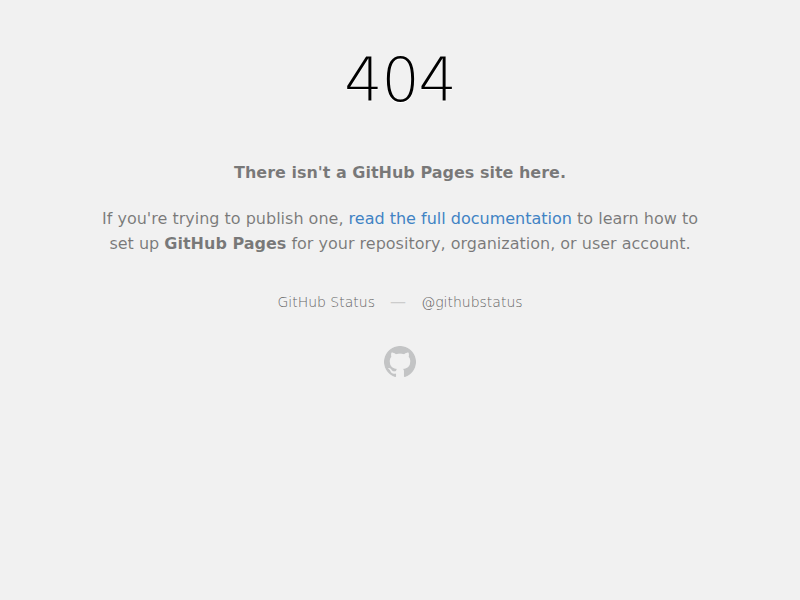 404
There isn't a GitHub Pages site here.
If you're trying to publish one, read the full documentation to learn how to
set up GitHub Pages for your repository, organization, or user account.
GitHub Status — @githubstatus